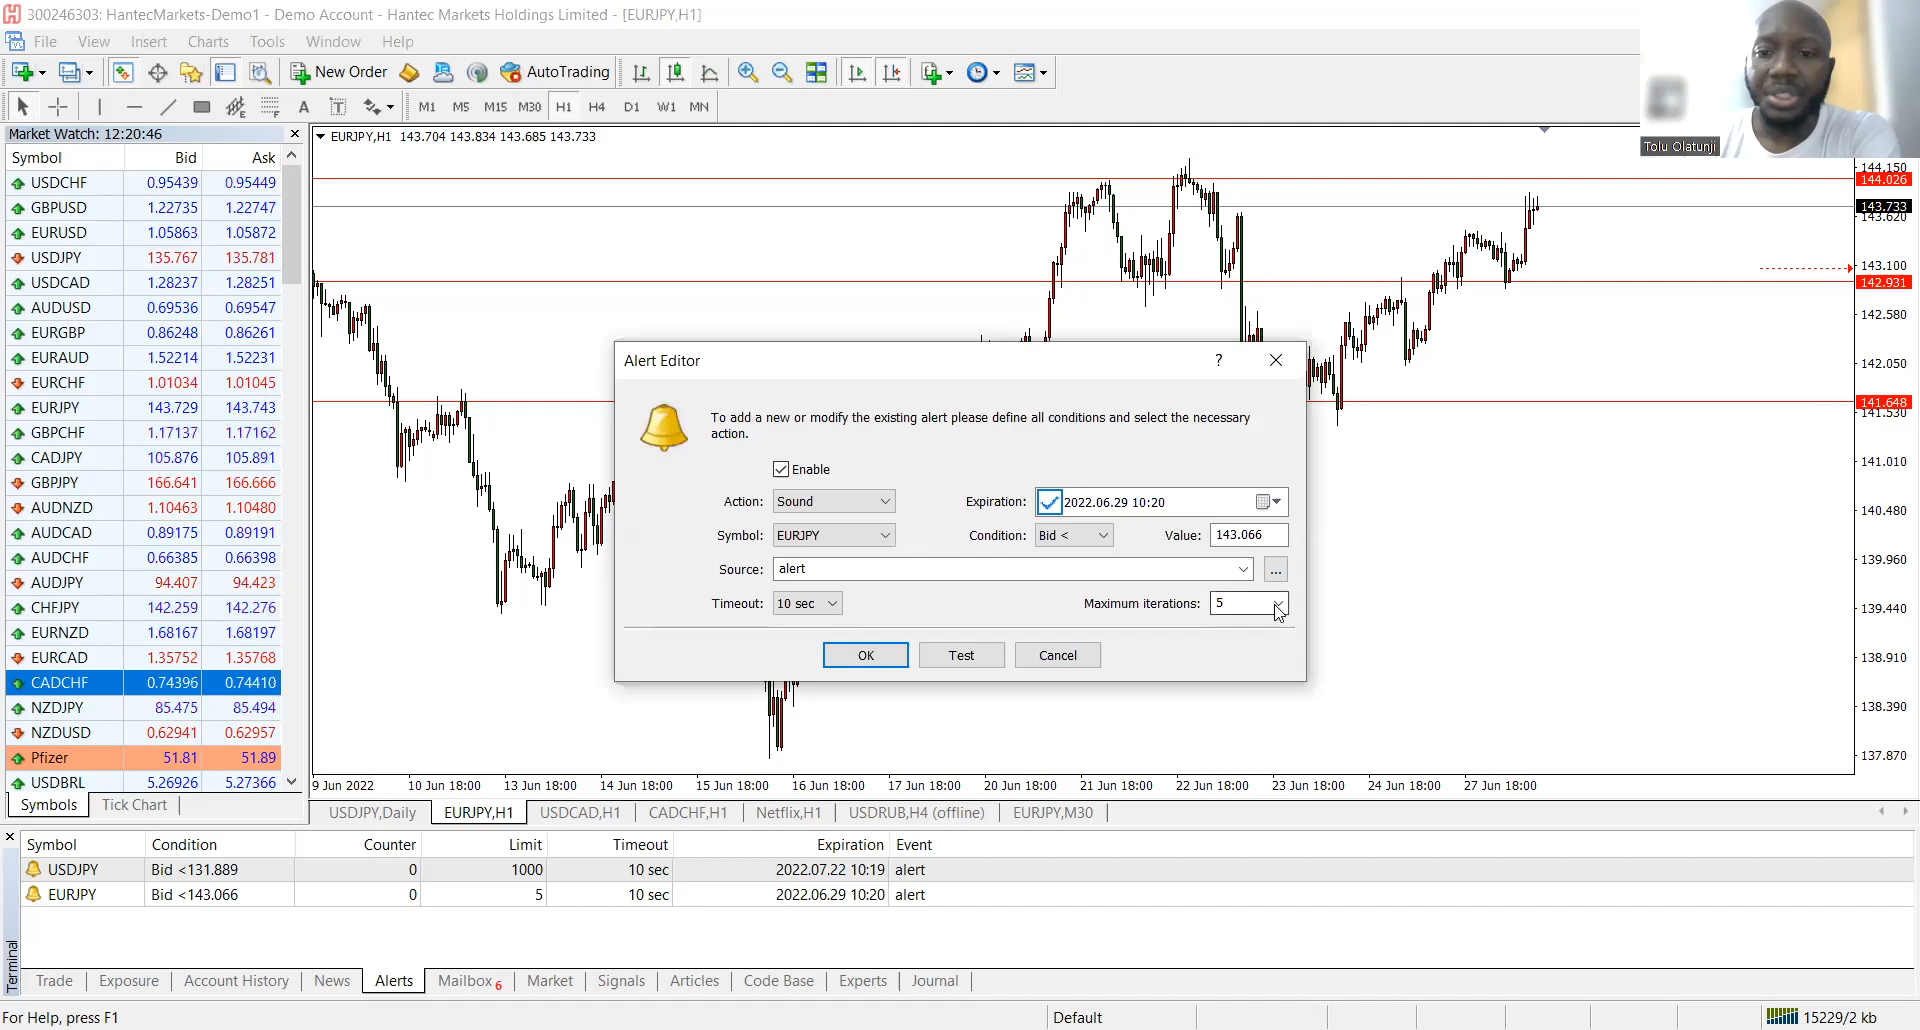 300246303: HantecMarkets-Demo1 - Demo Account - Hantec Markets Holdings Limited - [EURJPY,H1]
File View Insert Charts Tools Window Help
New Order AutoTrading
A T M1 M5 M15 M30 H1 H4 D1 W1 MN
Tolu Olatunji
Market Watch: 12:20:46
Symbol Bid Ask
USDCHF 0.95439 0.95449
GBPUSD 1.22735 1.22747
EURUSD 1.05863 1.05872
USDJPY 135.767 135.781
USDCAD 1.28237 1.28251
AUDUSD 0.69536 0.69547
EURGBP 0.86248 0.86261
EURAUD 1.52214 1.52231
EURCHF 1.01034 1.01045
EURJPY 143.729 143.743
GBPCHF 1.17137 1.17162
CADJPY 105.876 105.891
GBPJPY 166.641 166.666
AUDNZD 1.10463 1.10480
AUDCAD 0.89175 0.89191
AUDCHF 0.66385 0.66398
AUDJPY 94.407 94.423
CHFJPY 142.259 142.276
EURNZD 1.68167 1.68197
EURCAD 1.35752 1.35768
CADCHF 0.74396 0.74410
NZDJPY 85.475 85.494
NZDUSD 0.62941 0.62957
Pfizer 51.81 51.89
USDBRL 5.26926 5.27366
Symbols Tick Chart
EURJPY,H1 143.704 143.834 143.685 143.733
144.150
144.026
143.733
143.620
143.100
142.931
142.580
142.050
141.648
141.530
141.010
140.480
139.960
139.440
138.910
138.390
137.870
Alert Editor ?
To add a new or modify the existing alert please define all conditions and select the necessary
action.
Enable
Action: Sound Expiration: 2022.06.29 10:20
Symbol: EURJPY Condition: Bid < Value: 143.066
Source: alert ...
Timeout: 10 sec Maximum iterations: 5
OK Test Cancel
9 Jun 2022 10 Jun 18:00 13 Jun 18:00 14 Jun 18:00 15 Jun 18:00 16 Jun 18:00 17 Jun 18:00 20 Jun 18:00 21 Jun 18:00 22 Jun 18:00 23 Jun 18:00 24 Jun 18:00 27 Jun 18:00
USDJPY,Daily EURJPY,H1 USDCAD,H1 CADCHF,H1 Netflix,H1 USDRUB,H4 (offline) EURJPY,M30
Symbol Condition Counter Limit Timeout Expiration Event
USDJPY Bid <131.889 0 1000 10 sec 2022.07.22 10:19 alert
EURJPY Bid <143.066 0 5 10 sec 2022.06.29 10:20 alert
Terminal
Trade Exposure Account History News Alerts Mailbox 6 Market Signals Articles Code Base Experts Journal
For Help, press F1 Default 15229/2 kb